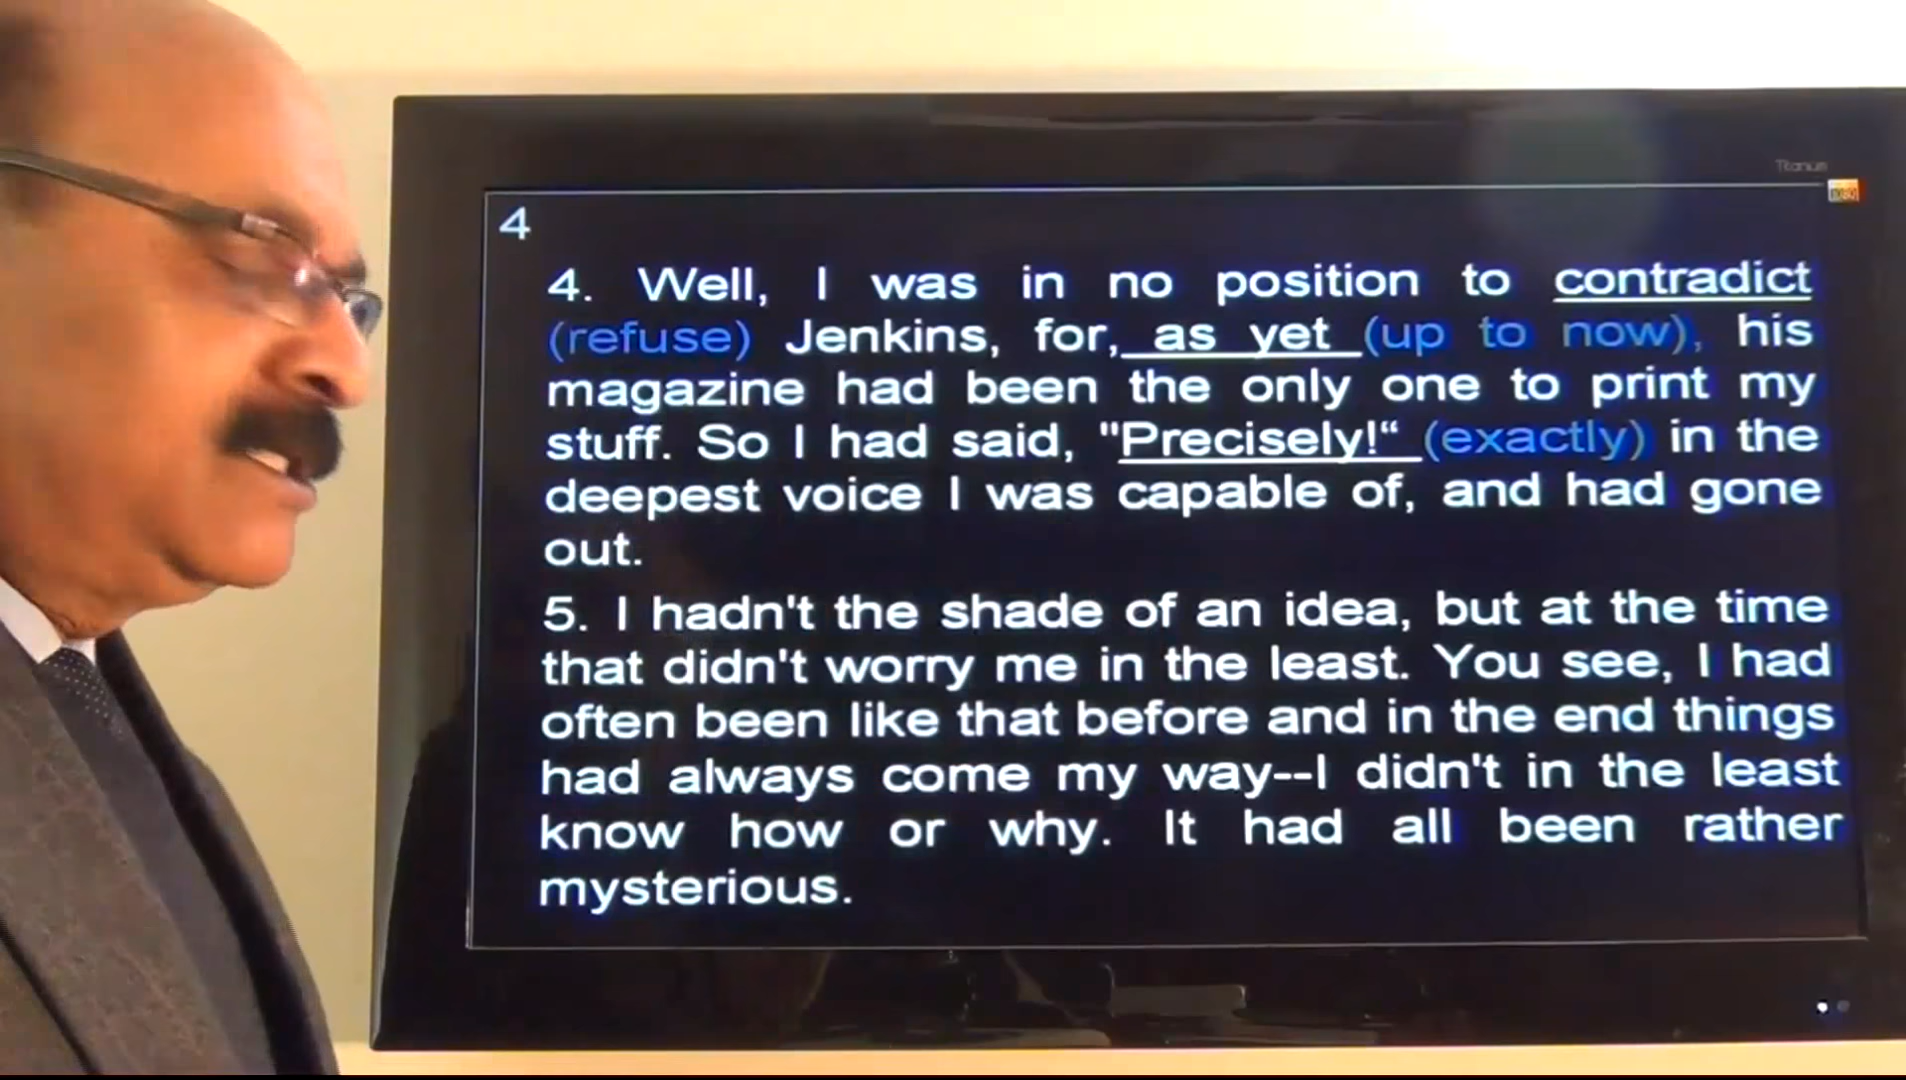 Titanium
4
4. Well, I was in no position to contradict
(refuse) Jenkins, for, as yet (up to now), his
magazine had been the only one to print my
stuff. So I had said, "Precisely!“ (exactly) in the
deepest voice I was capable of, and had gone
out.
5. I hadn't the shade of an idea, but at the time
that didn't worry me in the least. You see, I had
often been like that before and in the end things
had always come my way--I didn't in the least
know how or why. It had all been rather
mysterious.